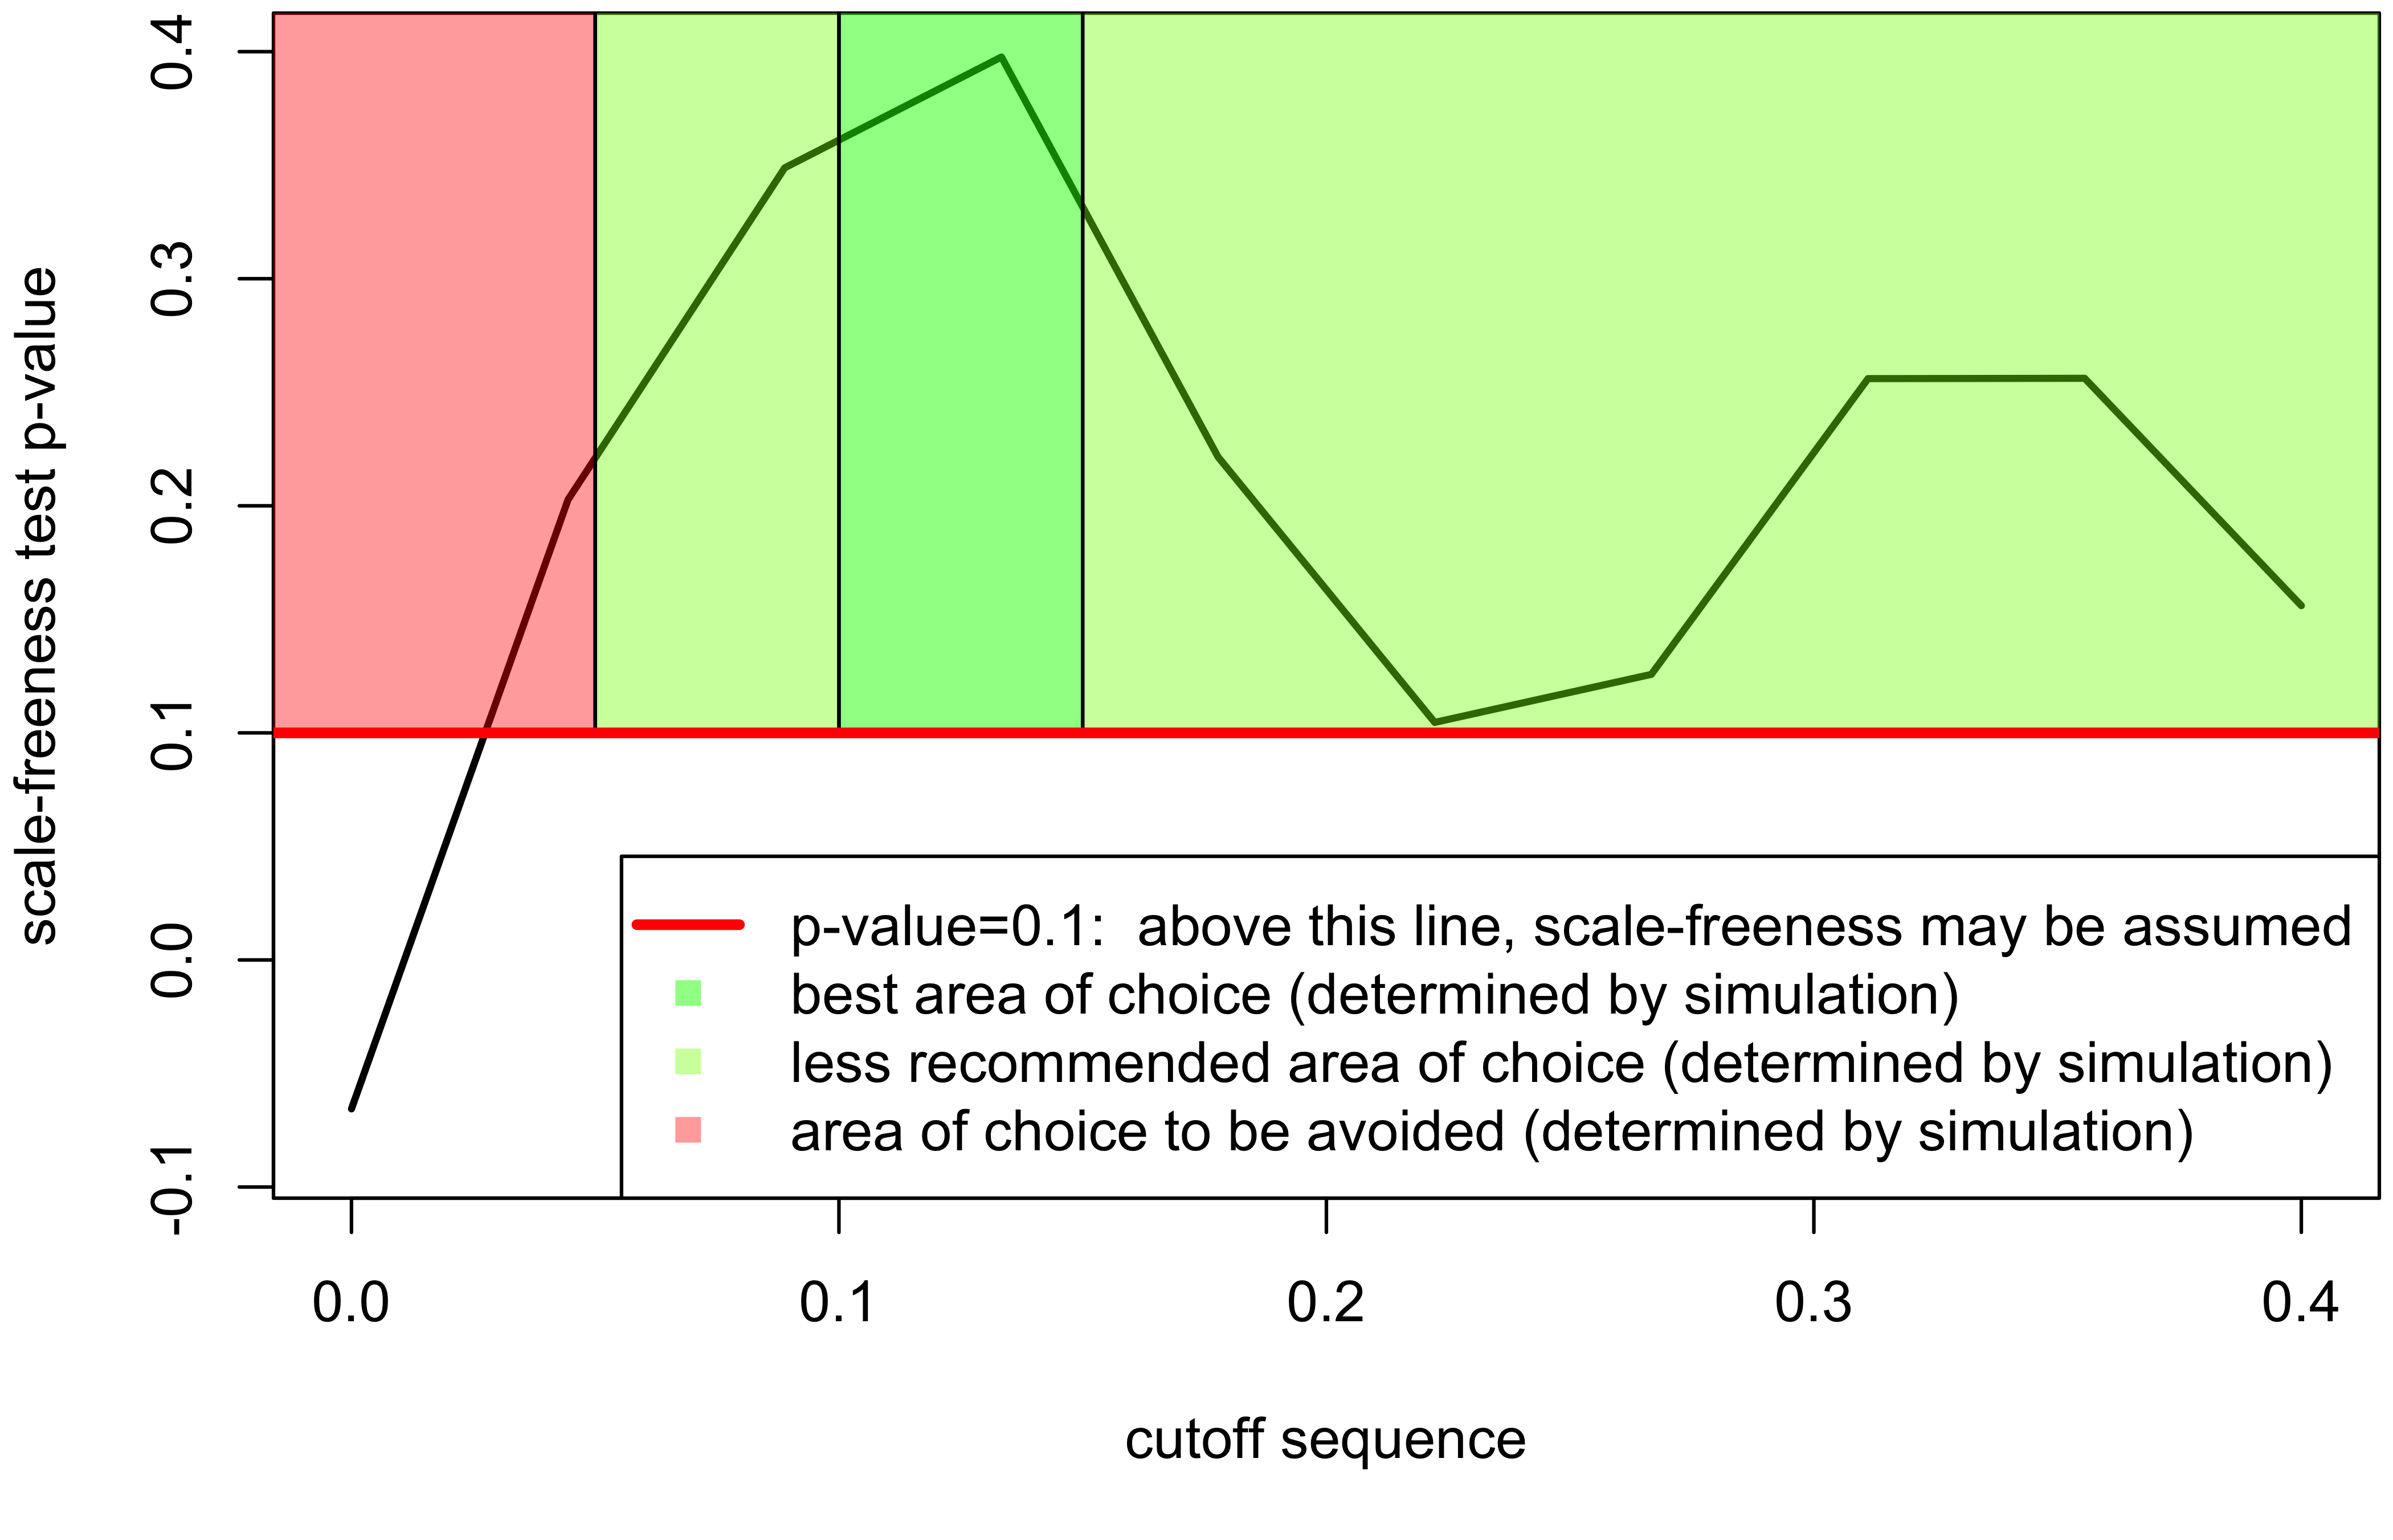 scale-freeness test p-value
0.4
0.3
0.2
0.1
0.0
-0.1
p-value=0.1:  above this line, scale-freeness may be assumed
best area of choice (determined by simulation)
less recommended area of choice (determined by simulation)
area of choice to be avoided (determined by simulation)
0.0 0.1 0.2 0.3 0.4
cutoff sequence